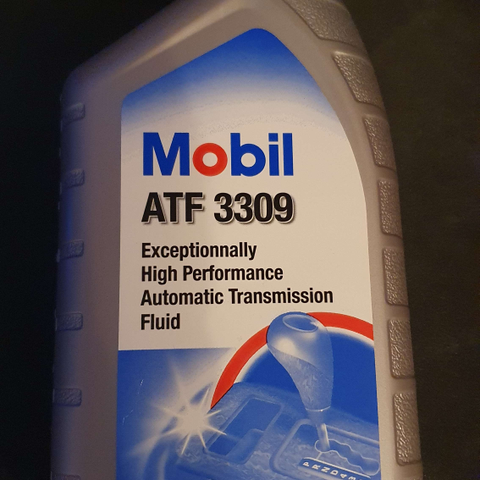 Mobil
ATF 3309
Exceptionnally
High Performance
Automatic Transmission
Fluid